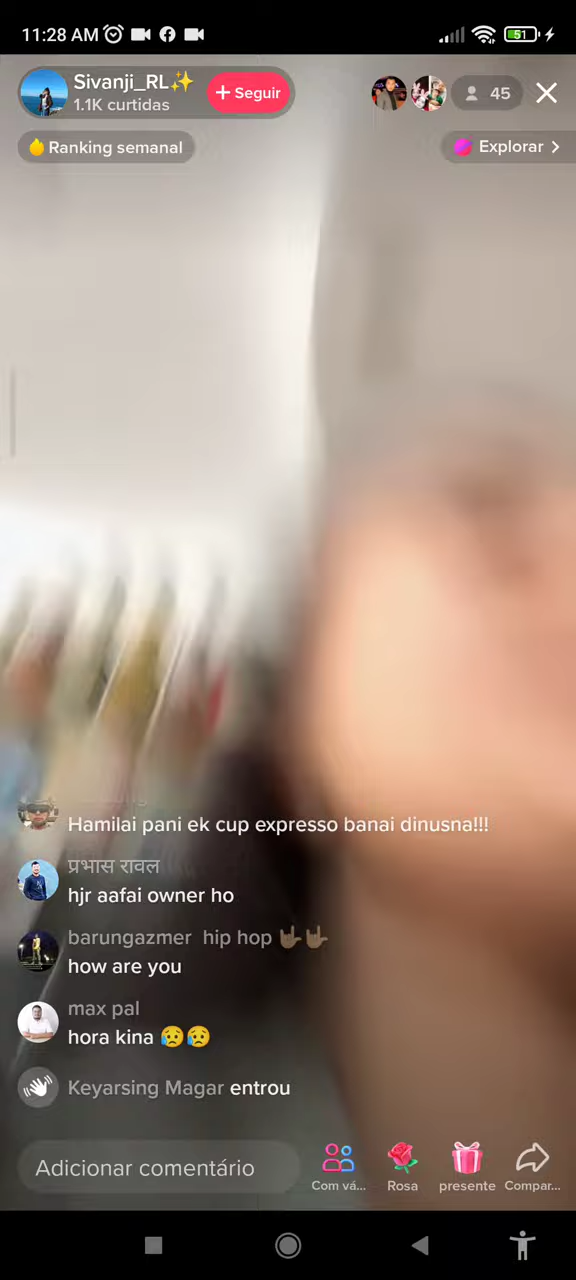 11:28 AM
51
Sivanji_RL✨
1.1K curtidas
+ Seguir
45
Ranking semanal
Explorar >
Hamilai pani ek cup expresso banai dinusna!!!
प्रभास रावल
hjr aafai owner ho
barungazmer hip hop 🤟🏽🤟🏽
how are you
max pal
hora kina 😥😥
Keyarsing Magar entrou
Adicionar comentário
Com vá...
Rosa
presente
Compar...